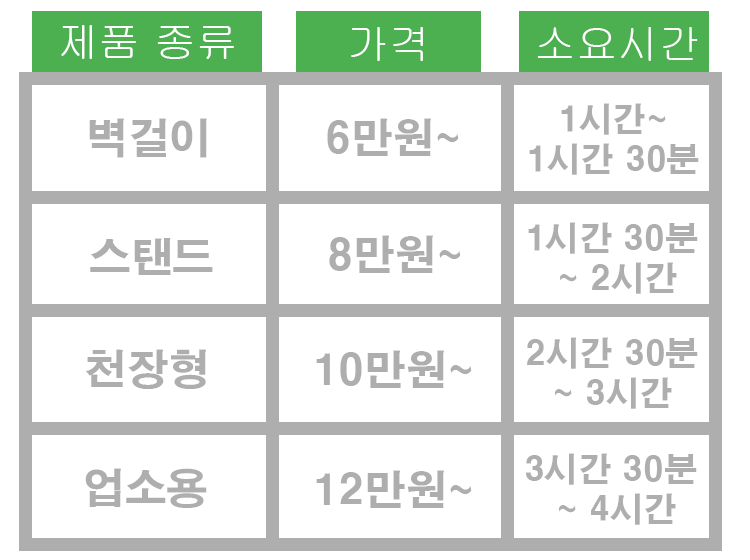 제품 종류 가격 소요시간
벽걸이 6만원~ 1시간~
1시간 30분
스탠드 8만원~ 1시간 30분
~ 2시간
천장형 10만원~ 2시간 30분
~ 3시간
업소용 12만원~ 3시간 30분
~ 4시간